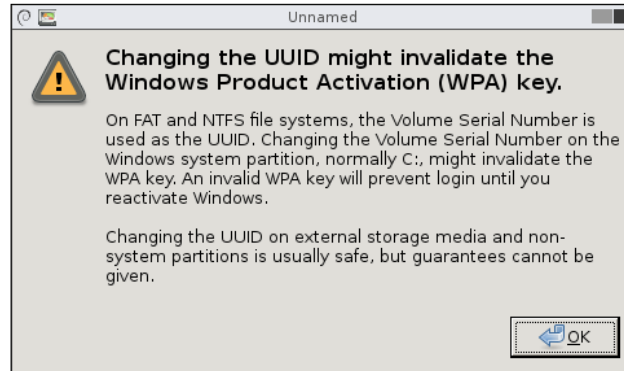 Unnamed
Changing the UUID might invalidate the
Windows Product Activation (WPA) key.
On FAT and NTFS file systems, the Volume Serial Number is
used as the UUID. Changing the Volume Serial Number on the
Windows system partition, normally C:, might invalidate the
WPA key. An invalid WPA key will prevent login until you
reactivate Windows.
Changing the UUID on external storage media and non-
system partitions is usually safe, but guarantees cannot be
given.
OK